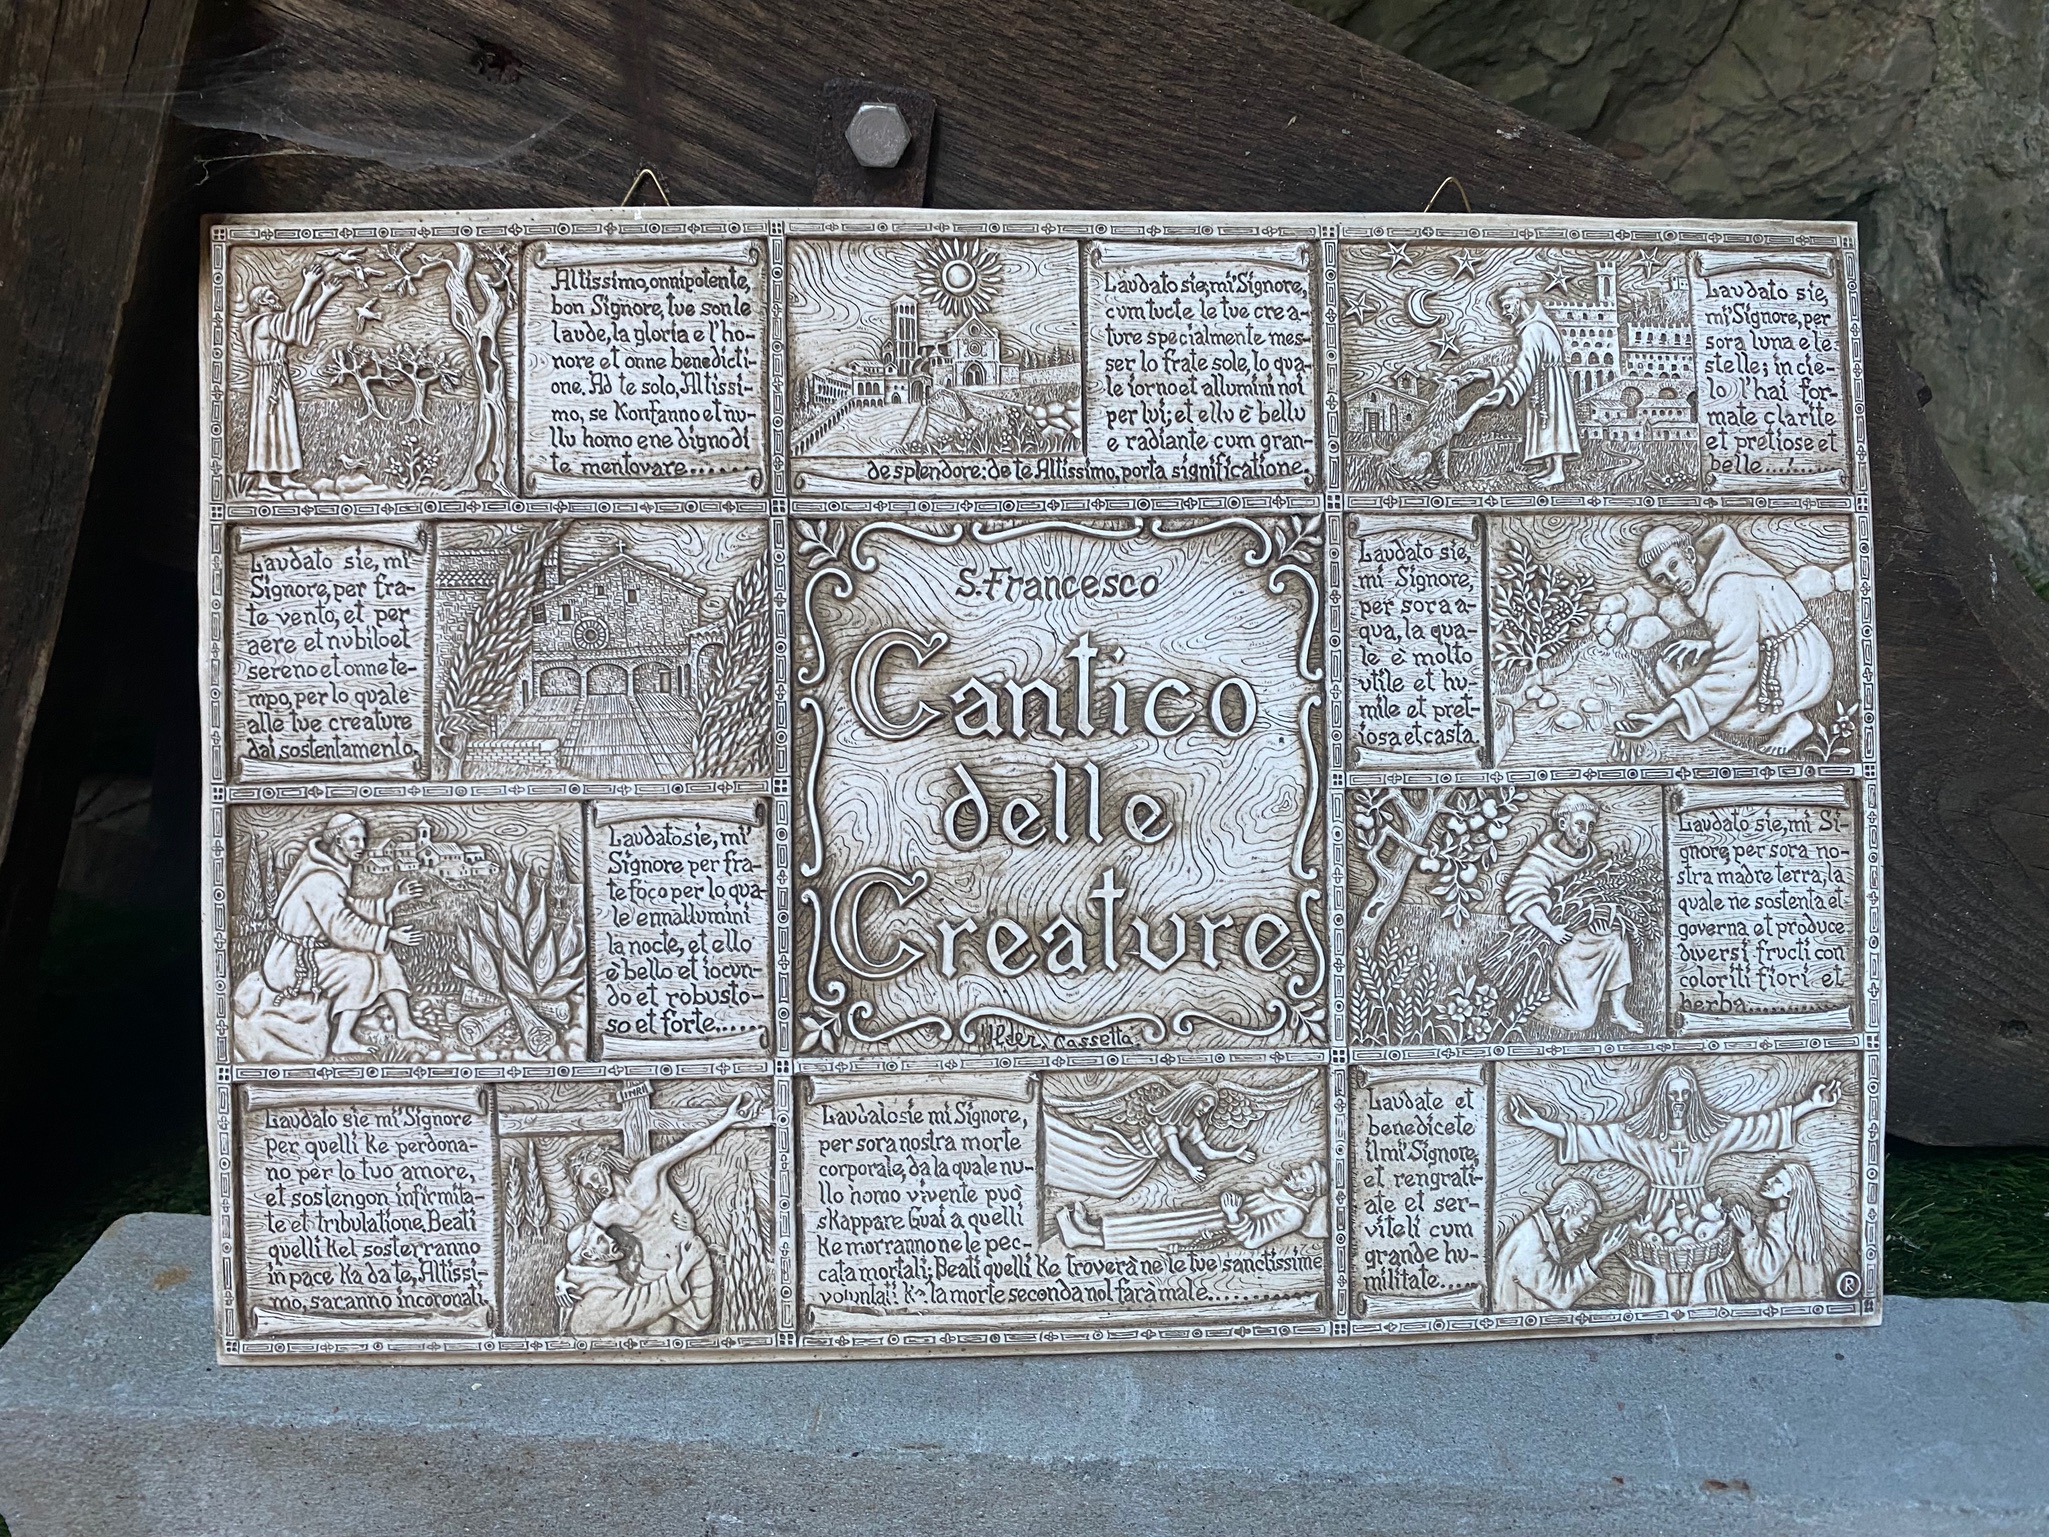 Altissimo, onnipotente,
bon Signore, tue son le
laude, la gloria e l'ho-
nore et onne benedicti-
one. Ad te solo, Altissi-
mo, se Konfanno et nu-
llu homo ene digno di
te mentovare......
Laudato sie, mi Signore,
cum tucte le tue crea-
ture specialmente mes-
ser lo frate sole, lo qua-
le iorno et allumini noi
per lui; et ellu è bellu
e radiante cum gran-
de splendore: de te Altissimo, porta significatione.
Laudato sie,
mi Signore, per
sora luna e le
stelle; in cie-
lo l'hai for-
mate clarite
et pretiose et
belle.........
Laudato sie, mi
Signore, per fra-
te vento, et per
aere et nubilo et
sereno et onne te-
mpo, per lo quale
alle tue creature
dai sostentamento.
S. Francesco
Cantico
delle
Creature
Cassetta
Laudato sie,
mi Signore,
per sora a-
qua, la qua-
le è molto
utile et hu-
mile et pret-
iosa et casta.
Laudato sie, mi
Signore per fra-
te foco per lo qua-
le ennallumini
la nocte, et ello
è bello et iocun-
do et robusto-
so et forte......
Laudato sie, mi Si-
gnore, per sora no-
stra madre terra, la
quale ne sostenta et
governa et produce
diversi fructi con
coloriti fiori et
herba............
Laudato sie mi Signore
per quelli ke perdona-
no per lo tuo amore,
et sostengon infirmita-
te et tribulatione. Beati
quelli Kel sosterranno
in pace Ka da te, Altissi-
mo, saranno incoronati.
INRI
Laudato sie mi Signore,
per sora nostra morte
corporale, da la quale nu-
llo homo vivente può
skappare. Guai a quelli
Ke morranno ne le pec-
cata mortali; Beati quelli Ke troverà ne le tue sanctissime
voluntati Ka la morte seconda nol farà male............
Laudate et
benedicete
il mi Signore,
et rengrati-
ate et ser-
viteli cum
grande hu-
militate.....
®